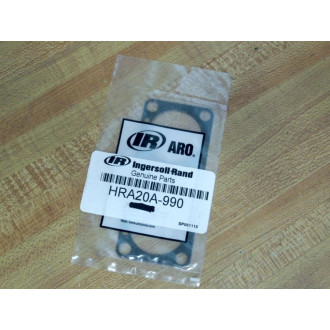 IR ARO.
IR Ingersoll-Rand
Genuine Parts
HRA20A-990